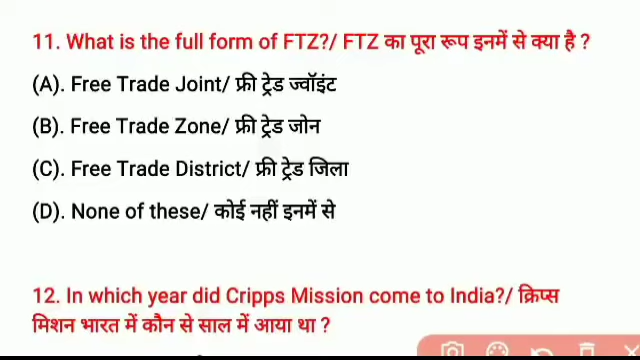 11. What is the full form of FTZ?/ FTZ का पूरा रूप इनमें से क्या है ?
(A). Free Trade Joint/ फ्री ट्रेड ज्वॉइंट
(B). Free Trade Zone/ फ्री ट्रेड जोन
(C). Free Trade District/ फ्री ट्रेड जिला
(D). None of these/ कोई नहीं इनमें से
12. In which year did Cripps Mission come to India?/ क्रिप्स
मिशन भारत में कौन से साल में आया था ?